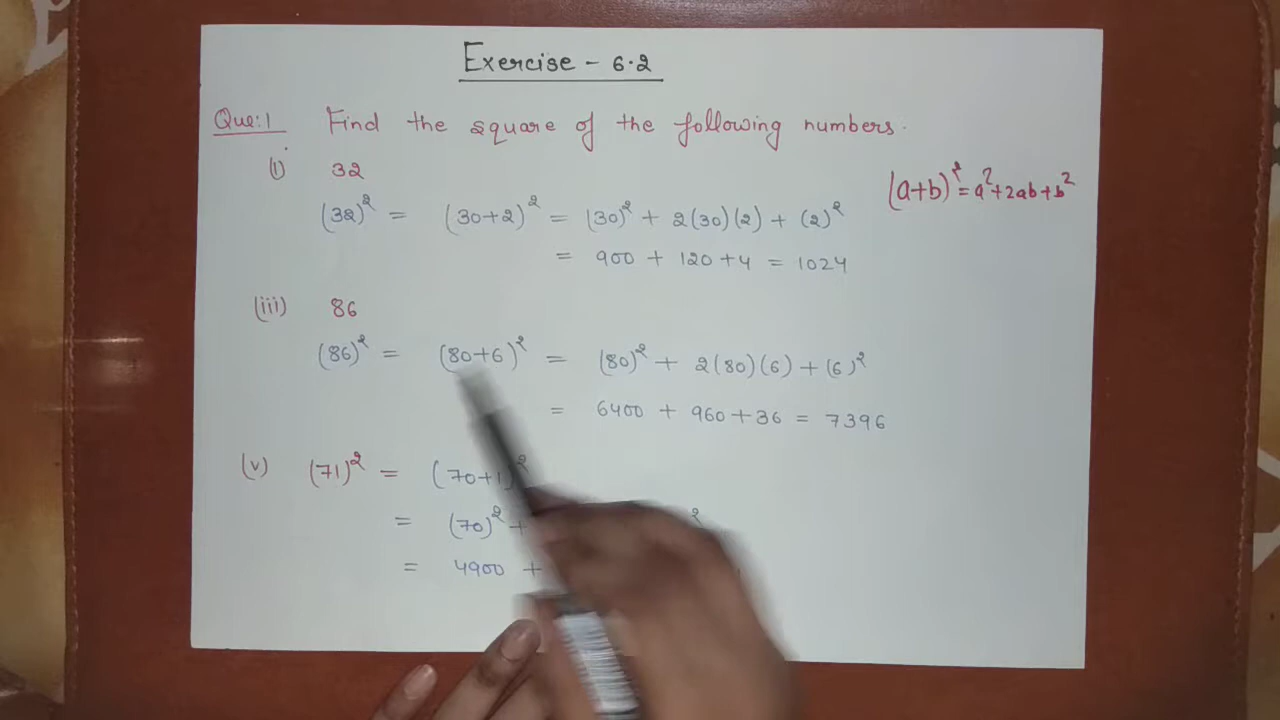 Exercise - 6.2
Que:1 Find the square of the following numbers.
(i) 32
(a+b)² = a²+2ab+b²
(32)² = (30+2)² = (30)² + 2(30)(2) + (2)²
= 900 + 120 + 4 = 1024
(iii) 86
(86)² = (80+6)² = (80)² + 2(80)(6) + (6)²
= 6400 + 960 + 36 = 7396
(v) (71)² = (70+1)²
= (70)² +
= 4900 +